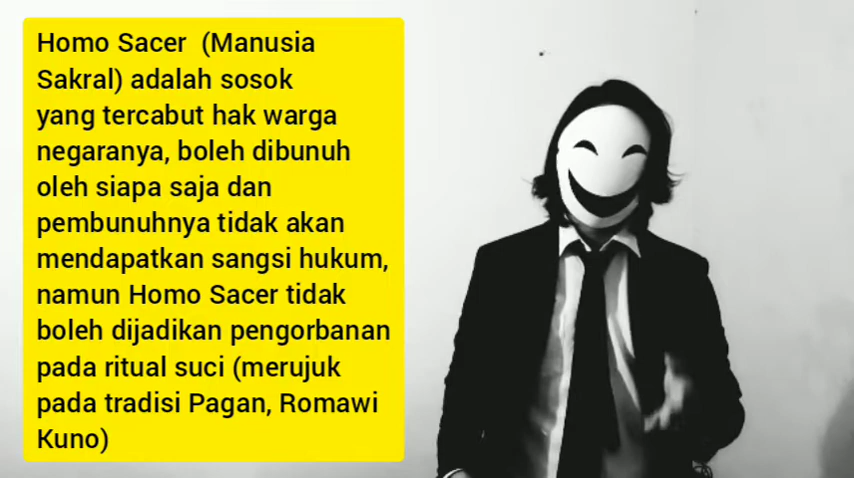 Homo Sacer  (Manusia
Sakral) adalah sosok
yang tercabut hak warga
negaranya, boleh dibunuh
oleh siapa saja dan
pembunuhnya tidak akan
mendapatkan sangsi hukum,
namun Homo Sacer tidak
boleh dijadikan pengorbanan
pada ritual suci (merujuk
pada tradisi Pagan, Romawi
Kuno)